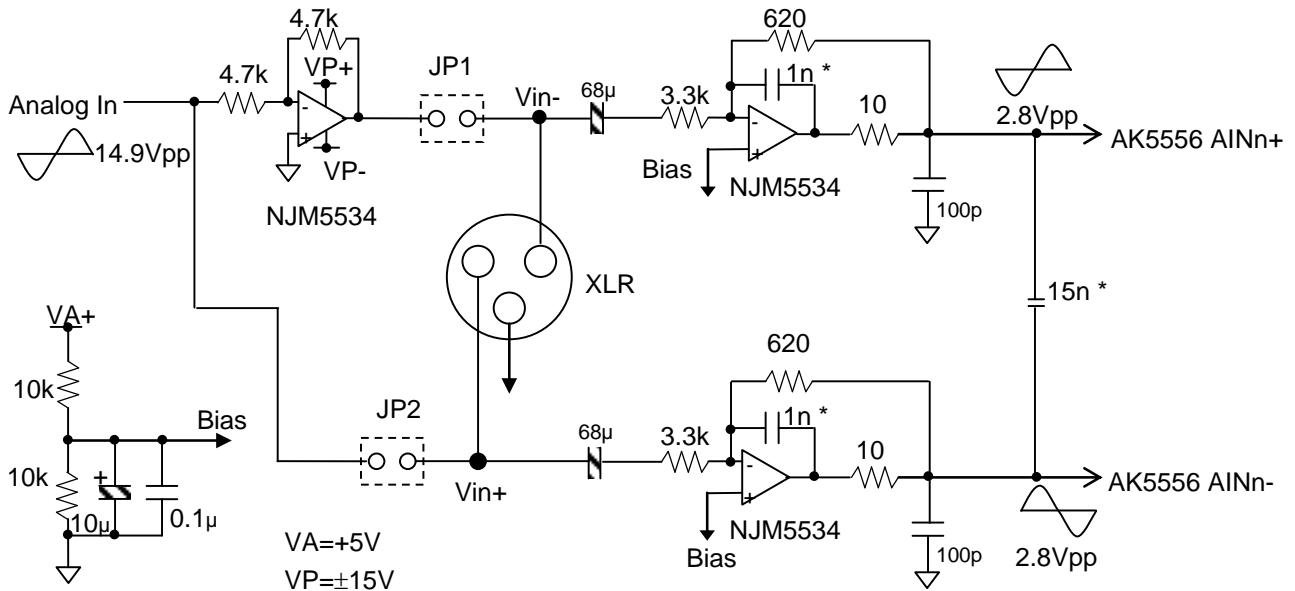 4.7k
620
VP+
JP1
1n *
4.7k
Vin-
68µ
3.3k
10
2.8Vpp
Analog In
-
+
-
+
AK5556 AINn+
14.9Vpp
VP-
Bias
NJM5534
NJM5534
100p
XLR
15n *
VA+
620
10k
JP2
1n *
Bias
68µ
3.3k
10
10k
+
-
+
AK5556 AINn-
Vin+
10µ
0.1µ
NJM5534
VA=+5V
Bias
100p
2.8Vpp
VP=±15V